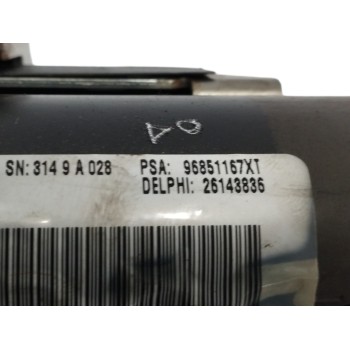 SN: 314 9 A 028 PSA: 96851167XT
DELPHI: 26143836